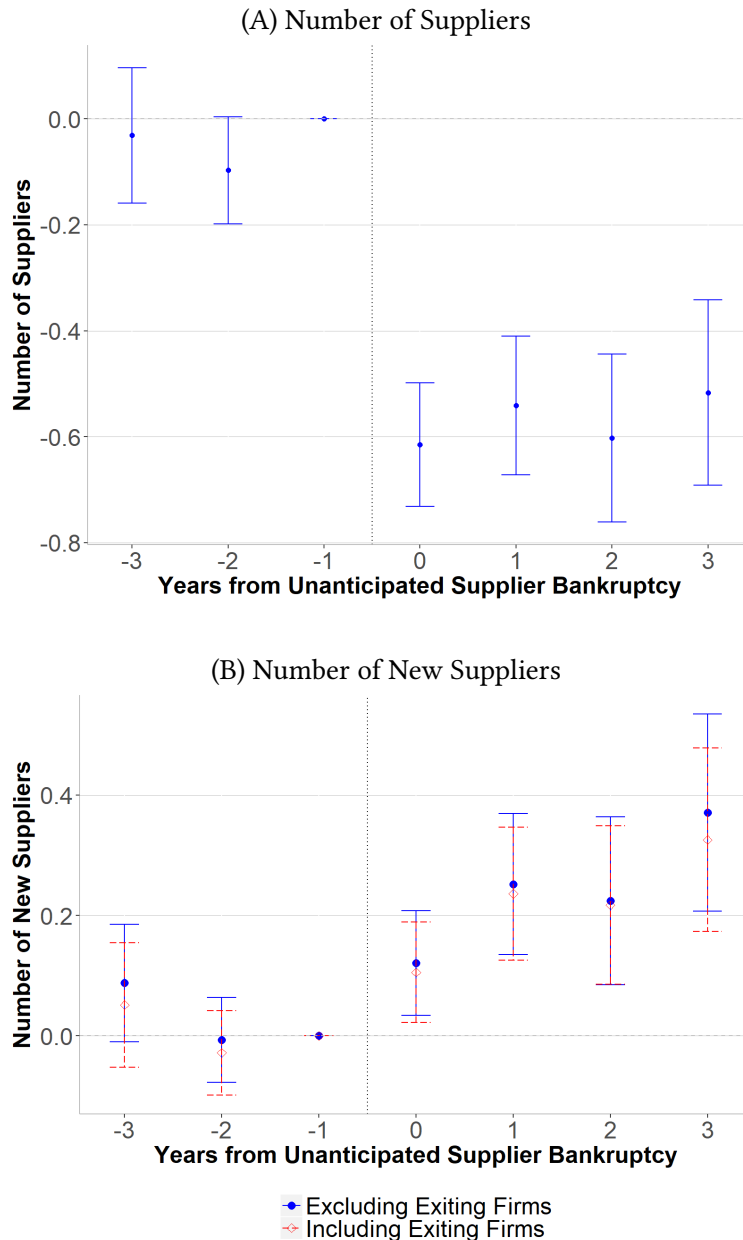 (A) Number of Suppliers
Number of Suppliers
0.0
-0.2
-0.4
-0.6
-0.8
-3 -2 -1 0 1 2 3
Years from Unanticipated Supplier Bankruptcy
(B) Number of New Suppliers
Number of New Suppliers
0.4
0.2
0.0
-3 -2 -1 0 1 2 3
Years from Unanticipated Supplier Bankruptcy
Excluding Exiting Firms
Including Exiting Firms